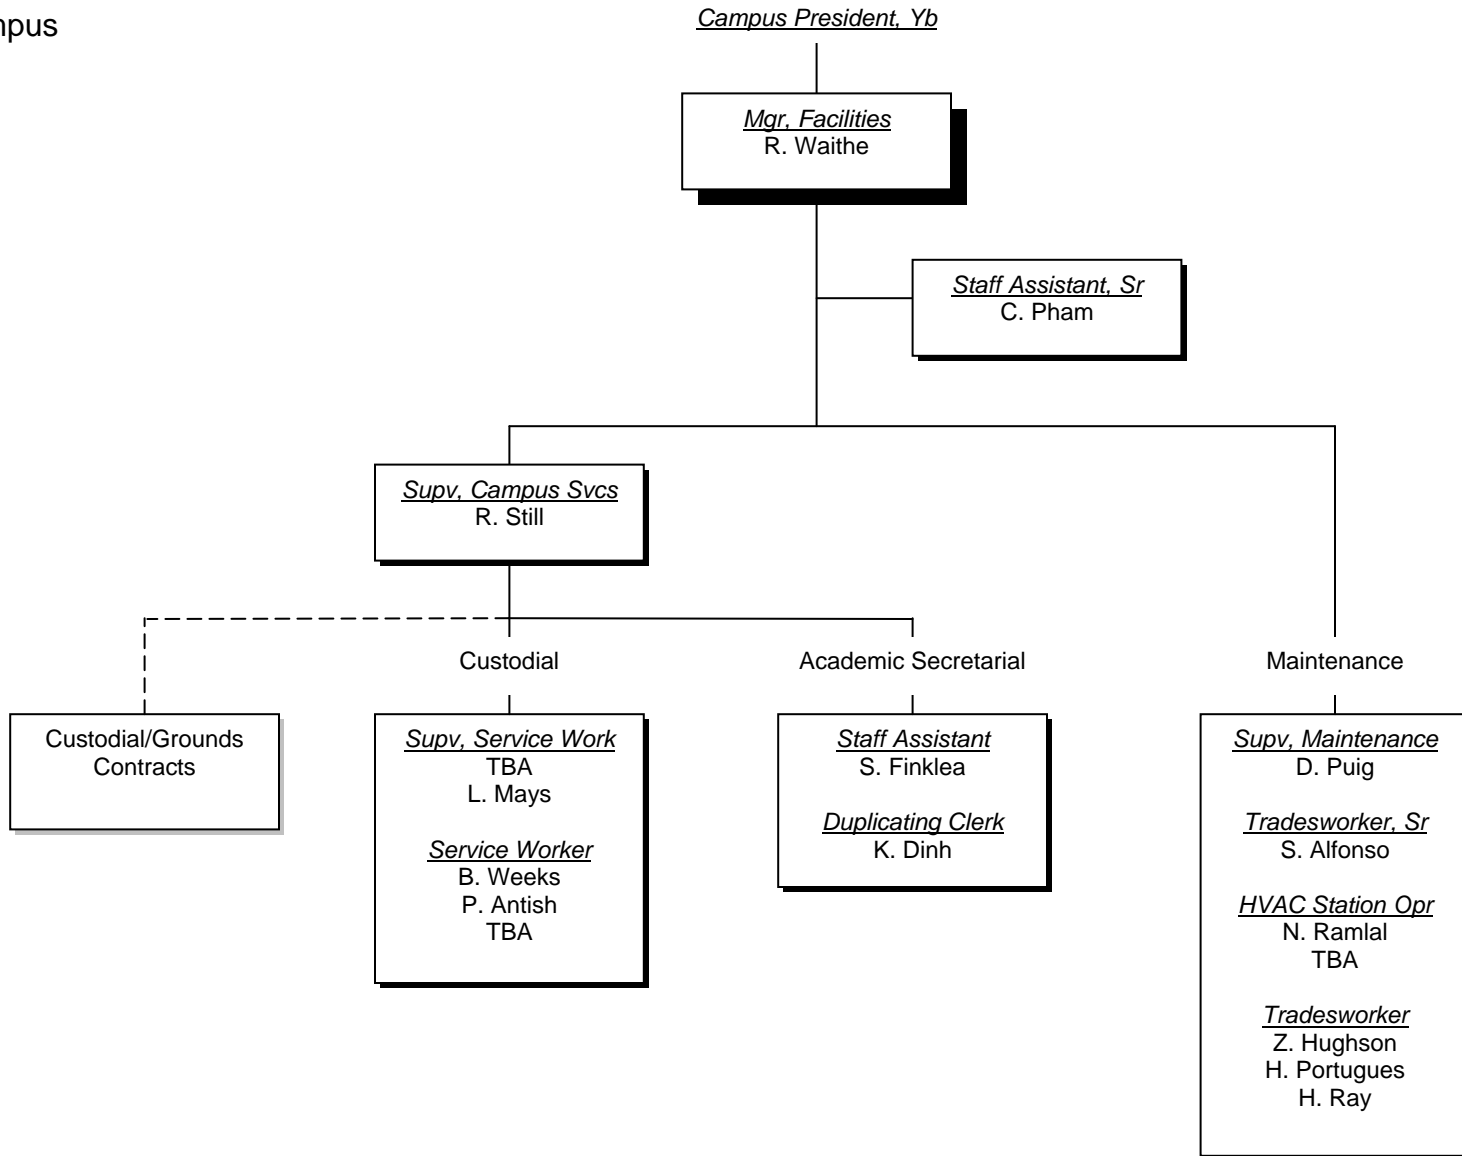 mpus
Campus President, Yb
Mgr, Facilities
R. Waithe
Staff Assistant, Sr
C. Pham
Supv, Campus Svcs
R. Still
Custodial
Academic Secretarial
Maintenance
Custodial/Grounds
Contracts
Supv, Service Work
TBA
L. Mays
Service Worker
B. Weeks
P. Antish
TBA
Staff Assistant
S. Finklea
Duplicating Clerk
K. Dinh
Supv, Maintenance
D. Puig
Tradesworker, Sr
S. Alfonso
HVAC Station Opr
N. Ramlal
TBA
Tradesworker
Z. Hughson
H. Portugues
H. Ray